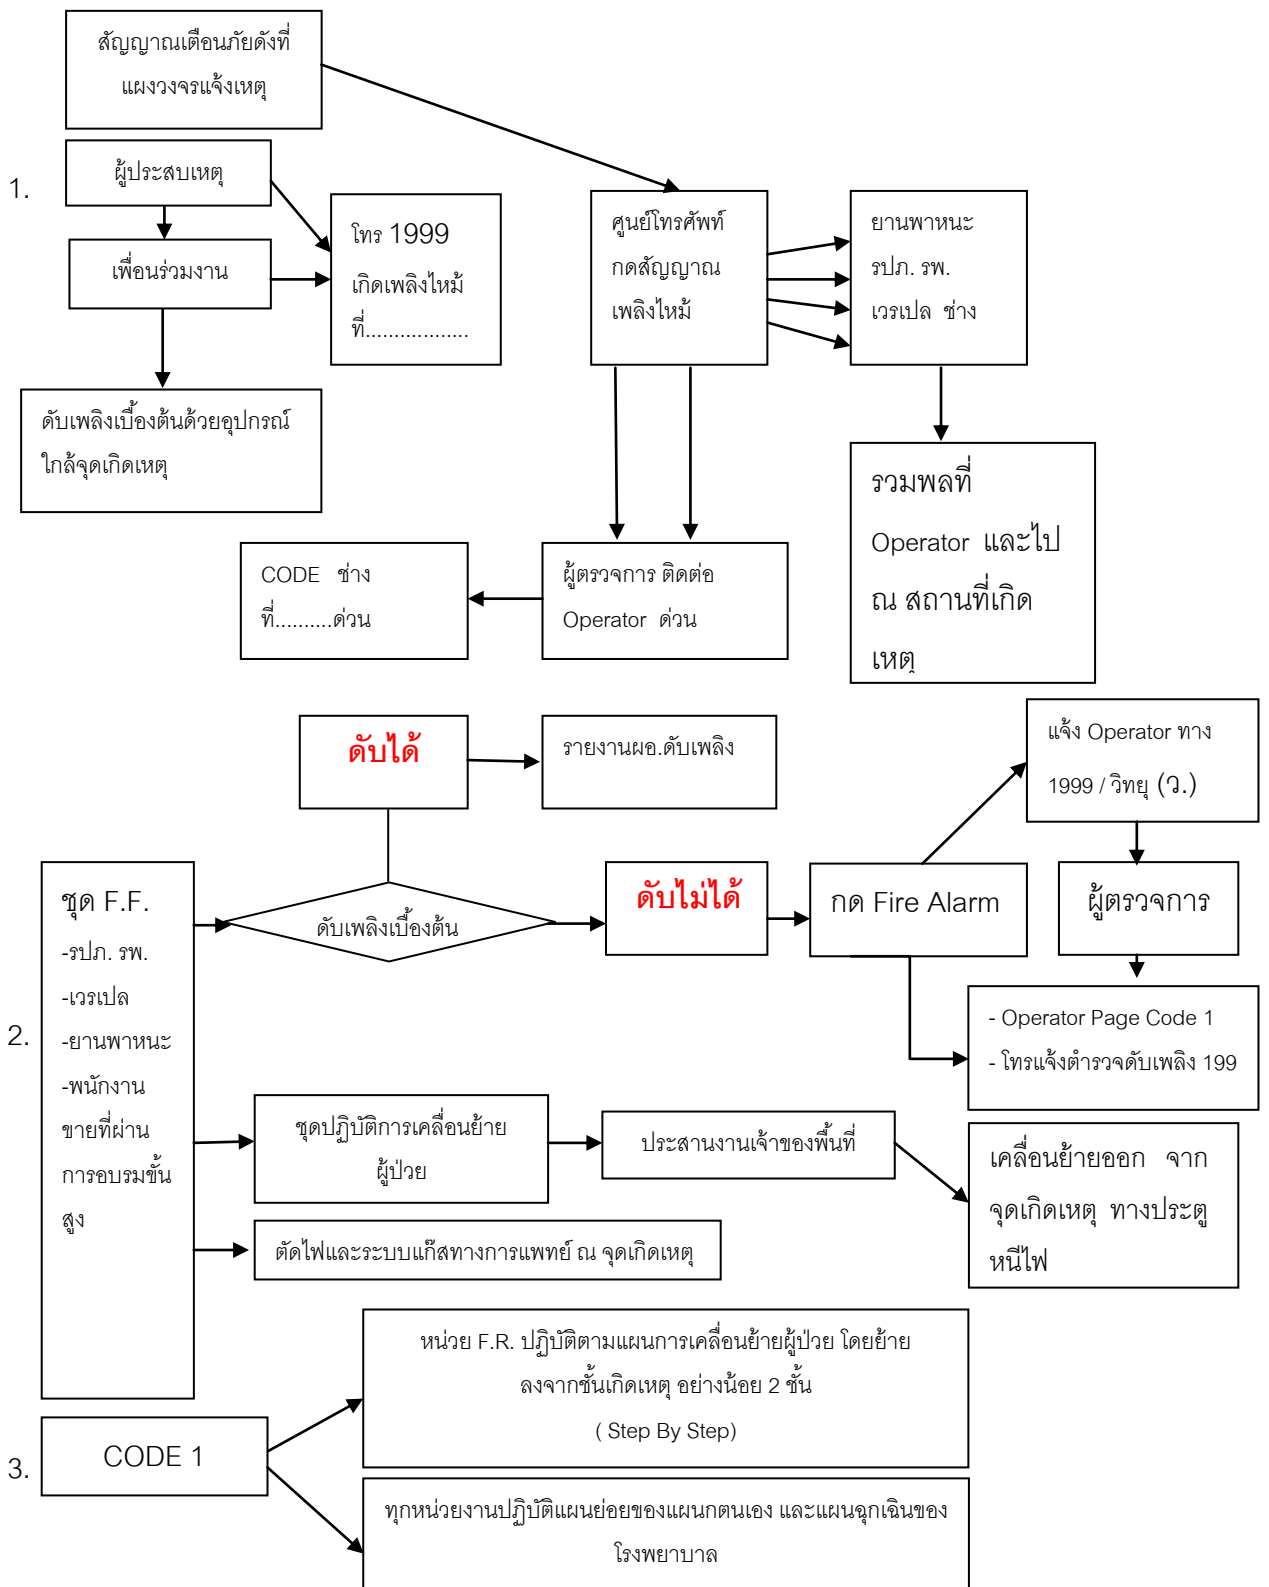 สัญญาณเตือนภัยดังที่
แผงวงจรแจ้งเหตุ
1.
ผู้ประสบเหตุ
เพื่อนร่วมงาน
โทร 1999
เกิดเพลิงไหม้
ที่..................
ศูนย์โทรศัพท์
กดสัญญาณ
เพลิงไหม้
ยานพาหนะ
รปภ. รพ.
เวรเปล ช่าง
ดับเพลิงเบื้องต้นด้วยอุปกรณ์
ใกล้จุดเกิดเหตุ
รวมพลที่
Operator และไป
ณ สถานที่เกิด
เหตุ
CODE ช่าง
ที่..........ด่วน
ผู้ตรวจการ ติดต่อ
Operator ด่วน
ดับได้
รายงานผอ.ดับเพลิง
แจ้ง Operator ทาง
1999 / วิทยุ (ว.)
2.
ชุด F.F.
-รปภ. รพ.
-เวรเปล
-ยานพาหนะ
-พนักงาน
ขายที่ผ่าน
การอบรมขั้น
สูง
ดับเพลิงเบื้องต้น
ดับไม่ได้
กด Fire Alarm
ผู้ตรวจการ
- Operator Page Code 1
- โทรแจ้งตำรวจดับเพลิง 199
ชุดปฏิบัติการเคลื่อนย้าย
ผู้ป่วย
ประสานงานเจ้าของพื้นที่
เคลื่อนย้ายออก จาก
จุดเกิดเหตุ ทางประตู
หนีไฟ
ตัดไฟและระบบแก๊สทางการแพทย์ ณ จุดเกิดเหตุ
3.
CODE 1
หน่วย F.R. ปฏิบัติตามแผนการเคลื่อนย้ายผู้ป่วย โดยย้าย
ลงจากชั้นเกิดเหตุ อย่างน้อย 2 ชั้น
( Step By Step)
ทุกหน่วยงานปฏิบัติแผนย่อยของแผนกตนเอง และแผนฉุกเฉินของ
โรงพยาบาล